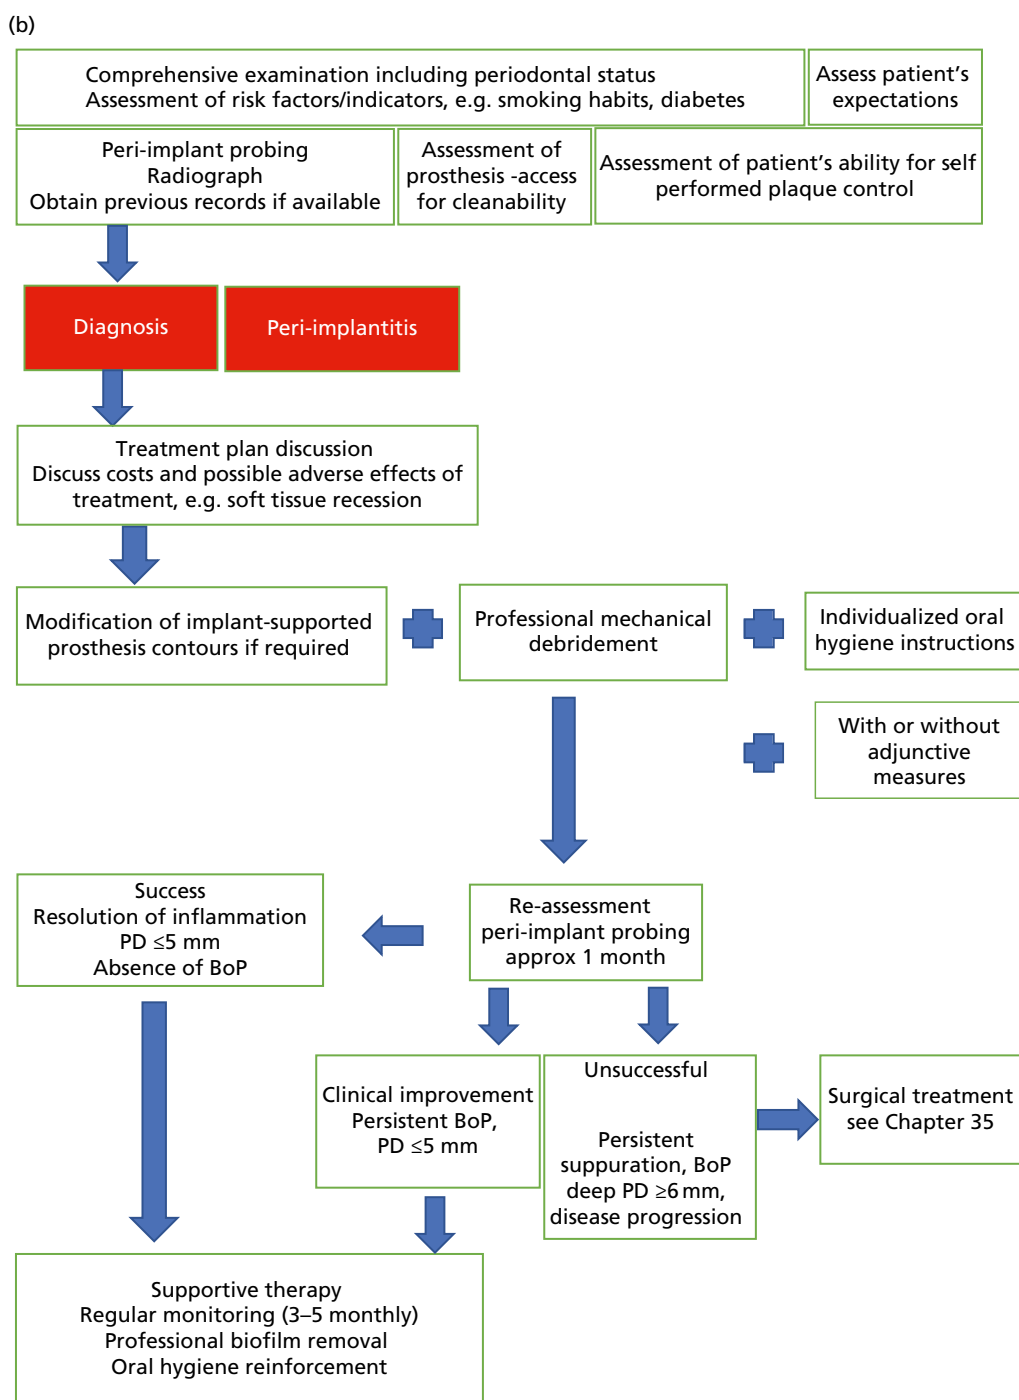 (b)
Comprehensive examination including periodontal status
Assessment of risk factors/indicators, e.g. smoking habits, diabetes
Assess patient’s
expectations
Peri-implant probing
Radiograph
Obtain previous records if available
Assessment of
prosthesis -access
for cleanability
Assessment of patient’s ability for self
performed plaque control
Diagnosis
Peri-implantitis
Treatment plan discussion
Discuss costs and possible adverse effects of
treatment, e.g. soft tissue recession
Modification of implant-supported
prosthesis contours if required
Professional mechanical
debridement
Individualized oral
hygiene instructions
With or without
adjunctive
measures
Success
Resolution of inflammation
PD ≤5 mm
Absence of BoP
Re-assessment
peri-implant probing
approx 1 month
Clinical improvement
Persistent BoP,
PD ≤5 mm
Unsuccessful
Persistent
suppuration, BoP
deep PD ≥6 mm,
disease progression
Surgical treatment
see Chapter 35
Supportive therapy
Regular monitoring (3–5 monthly)
Professional biofilm removal
Oral hygiene reinforcement